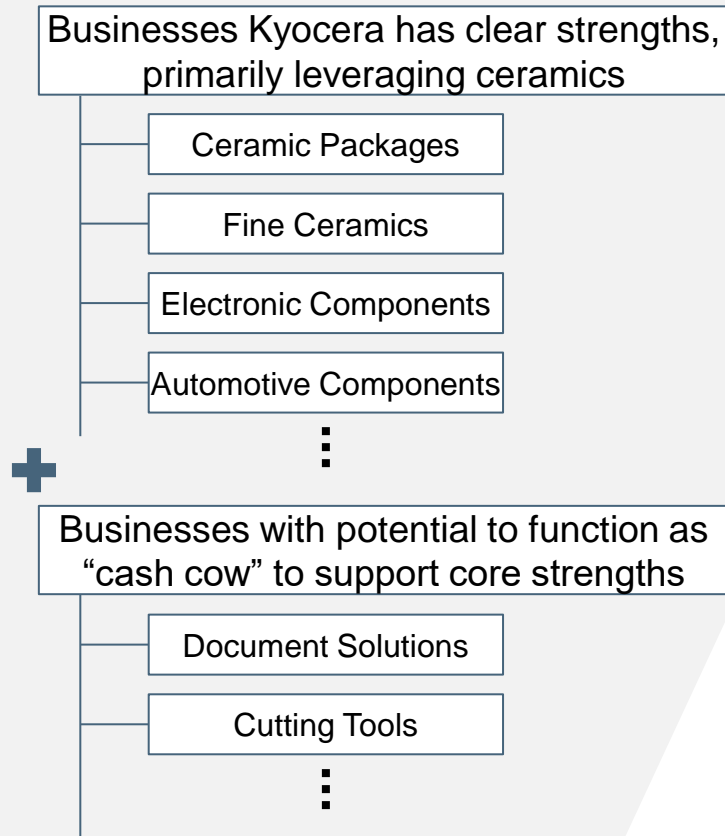 Businesses Kyocera has clear strengths,
primarily leveraging ceramics
Ceramic Packages
Fine Ceramics
Electronic Components
Automotive Components
Businesses with potential to function as
“cash cow” to support core strengths
Document Solutions
Cutting Tools